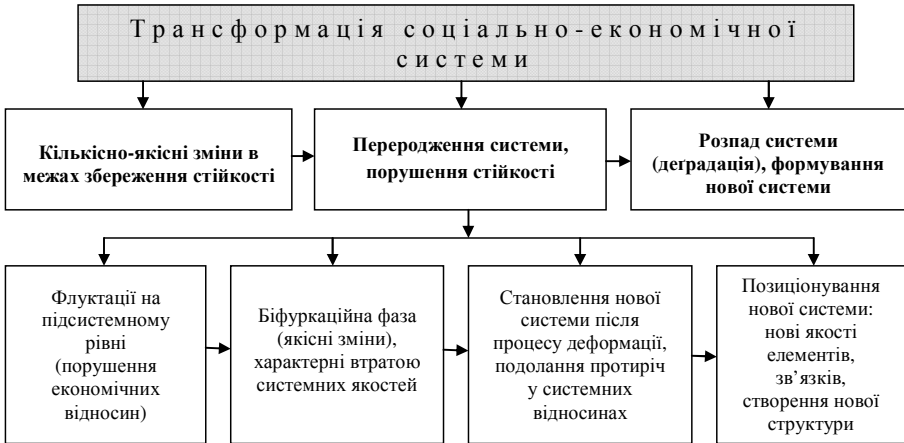 Трансформація соціально-економічної
системи
Кількісно-якісні зміни в
межах збереження стійкості
Переродження системи,
порушення стійкості
Розпад системи
(деґрадація), формування
нової системи
Флуктації на
підсистемному
рівні
(порушення
економічних
відносин)
Біфуркаційна фаза
(якісні зміни),
характерні втратою
системних якостей
Становлення нової
системи після
процесу деформації,
подолання протиріч
у системних
відносинах
Позиціонування
нової системи:
нові якості
елементів,
зв’язків,
створення нової
структури